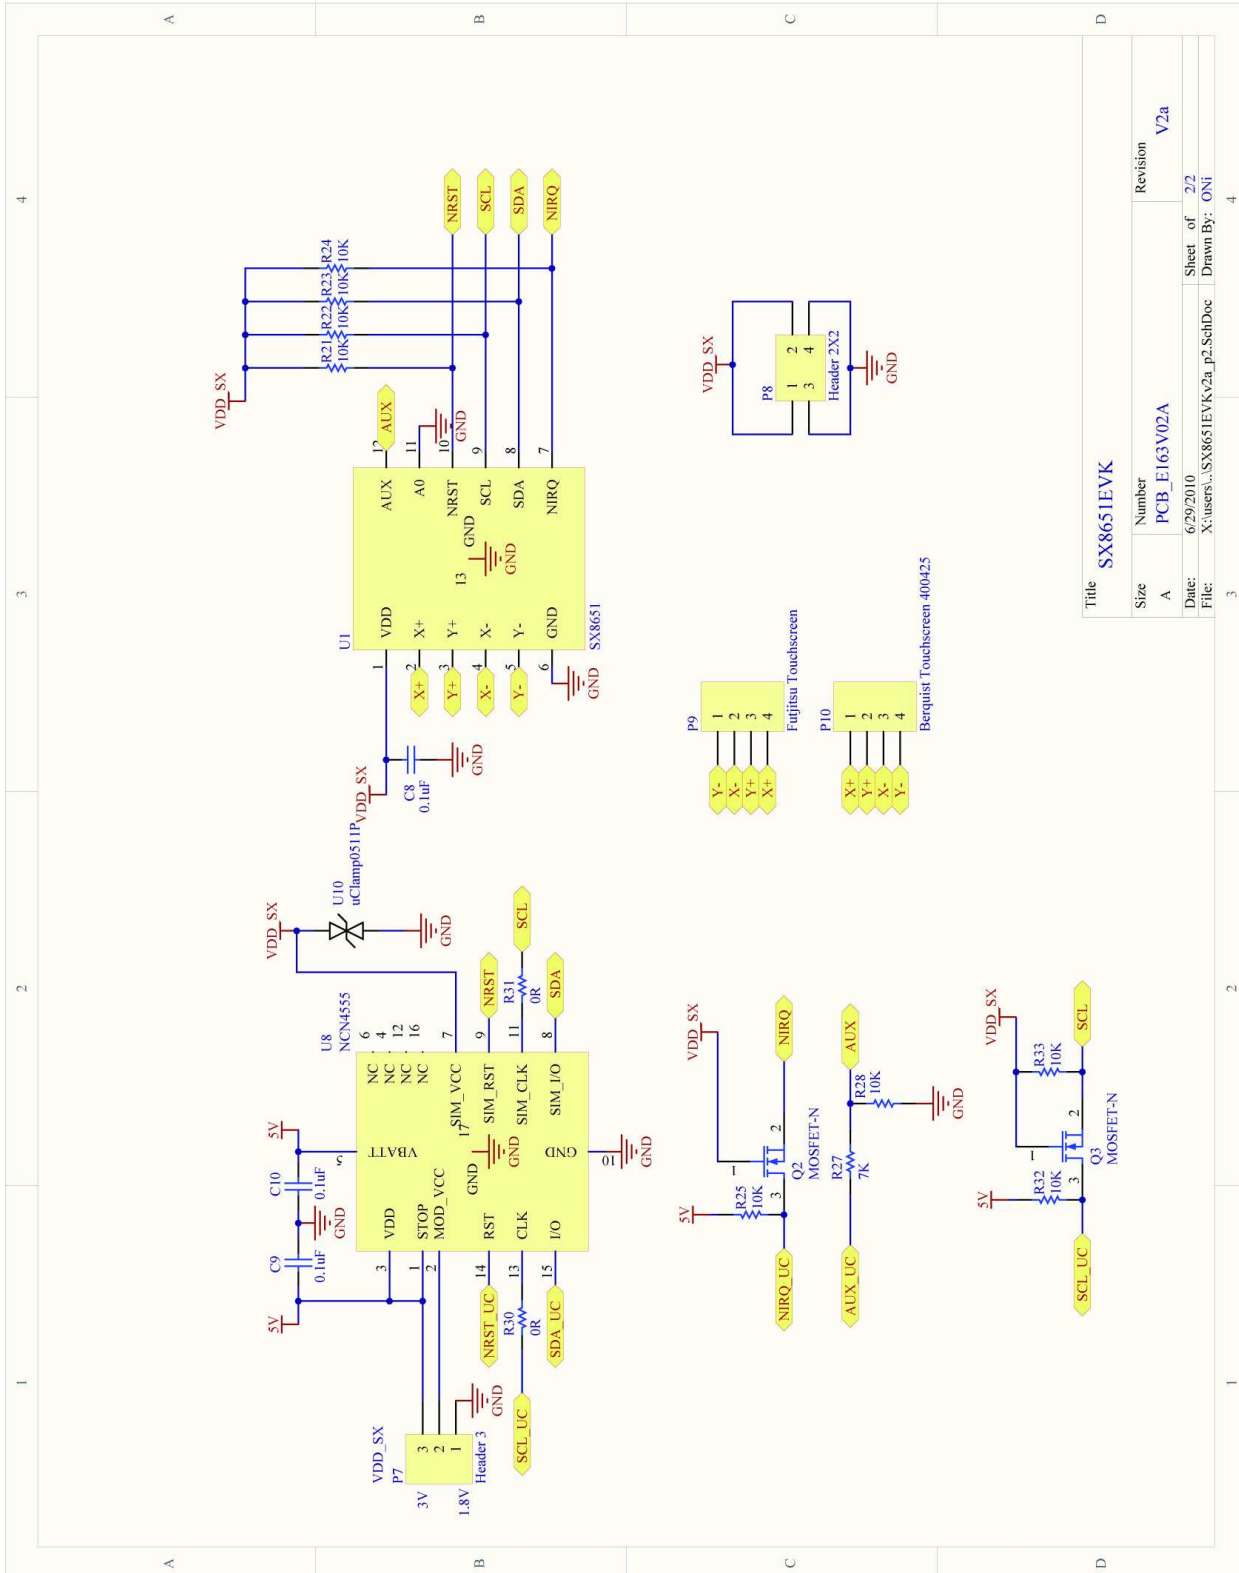 1
2
3
4
A
B
C
D
VDD_SX
P7
3V
1.8V
3
2
1
Header 3
GND
5V
C9
0.1uF
GND
C10
0.1uF
5V
U8
NCN4555
3
VDD
1
STOP
2
MOD_VCC
14
RST
13
CLK
15
I/O
5
VBATT
NC
6
NC
4
NC
12
NC
16
SIM_VCC
7
17
GND
GND
SIM_RST
9
SIM_CLK
11
SIM_I/O
8
GND
10
GND
NRST_UC
R30
0R
SCL_UC
SDA_UC
NRST
R31
0R
SCL
SDA
VDD_SX
U10
uClamp0511P
GND
VDD_SX
C8
0.1uF
GND
U1
1
VDD
2
X+
3
Y+
4
X-
5
Y-
6
GND
X+
Y+
X-
Y-
GND
AUX
12
A0
11
NRST
10
SCL
9
SDA
8
NIRQ
7
13
GND
GND
SX8651
AUX
GND
VDD_SX
R21
10K
R22
10K
R23
10K
R24
10K
NRST
SCL
SDA
NIRQ
5V
R25
10K
NIRQ_UC
3
1
2
Q2
MOSFET-N
VDD_SX
NIRQ
AUX_UC
R27
7K
R28
10K
AUX
GND
5V
R32
10K
SCL_UC
3
1
2
Q3
MOSFET-N
VDD_SX
R33
10K
SCL
P9
Y-
1
X-
2
Y+
3
X+
4
Futjitsu Touchscreen
P10
X+
1
Y+
2
X-
3
Y-
4
Berquist Touchscreen 400425
VDD_SX
P8
1
2
3
4
Header 2X2
GND
Title
SX8651EVK
Size
A
Number
PCB_E163V02A
Revision
V2a
Date:
6/29/2010
Sheet of
2/2
File:
X:\users\..\SX8651EVKv2a_p2.SchDoc
Drawn By:
ONi
1
2
3
4
A
B
C
D